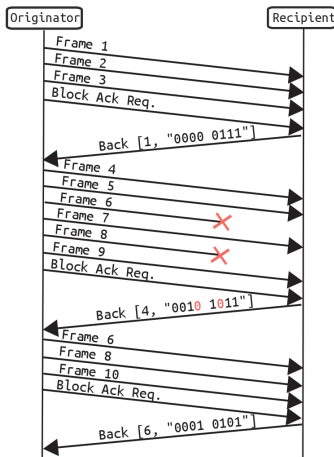 Originator Recipient
Frame 1
Frame 2
Frame 3
Block Ack Req.
Back [1, "0000 0111"]
Frame 4
Frame 5
Frame 6
Frame 7
Frame 8
Frame 9
Block Ack Req.
Back [4, "0010 1011"]
Frame 6
Frame 8
Frame 10
Block Ack Req.
Back [6, "0001 0101"]